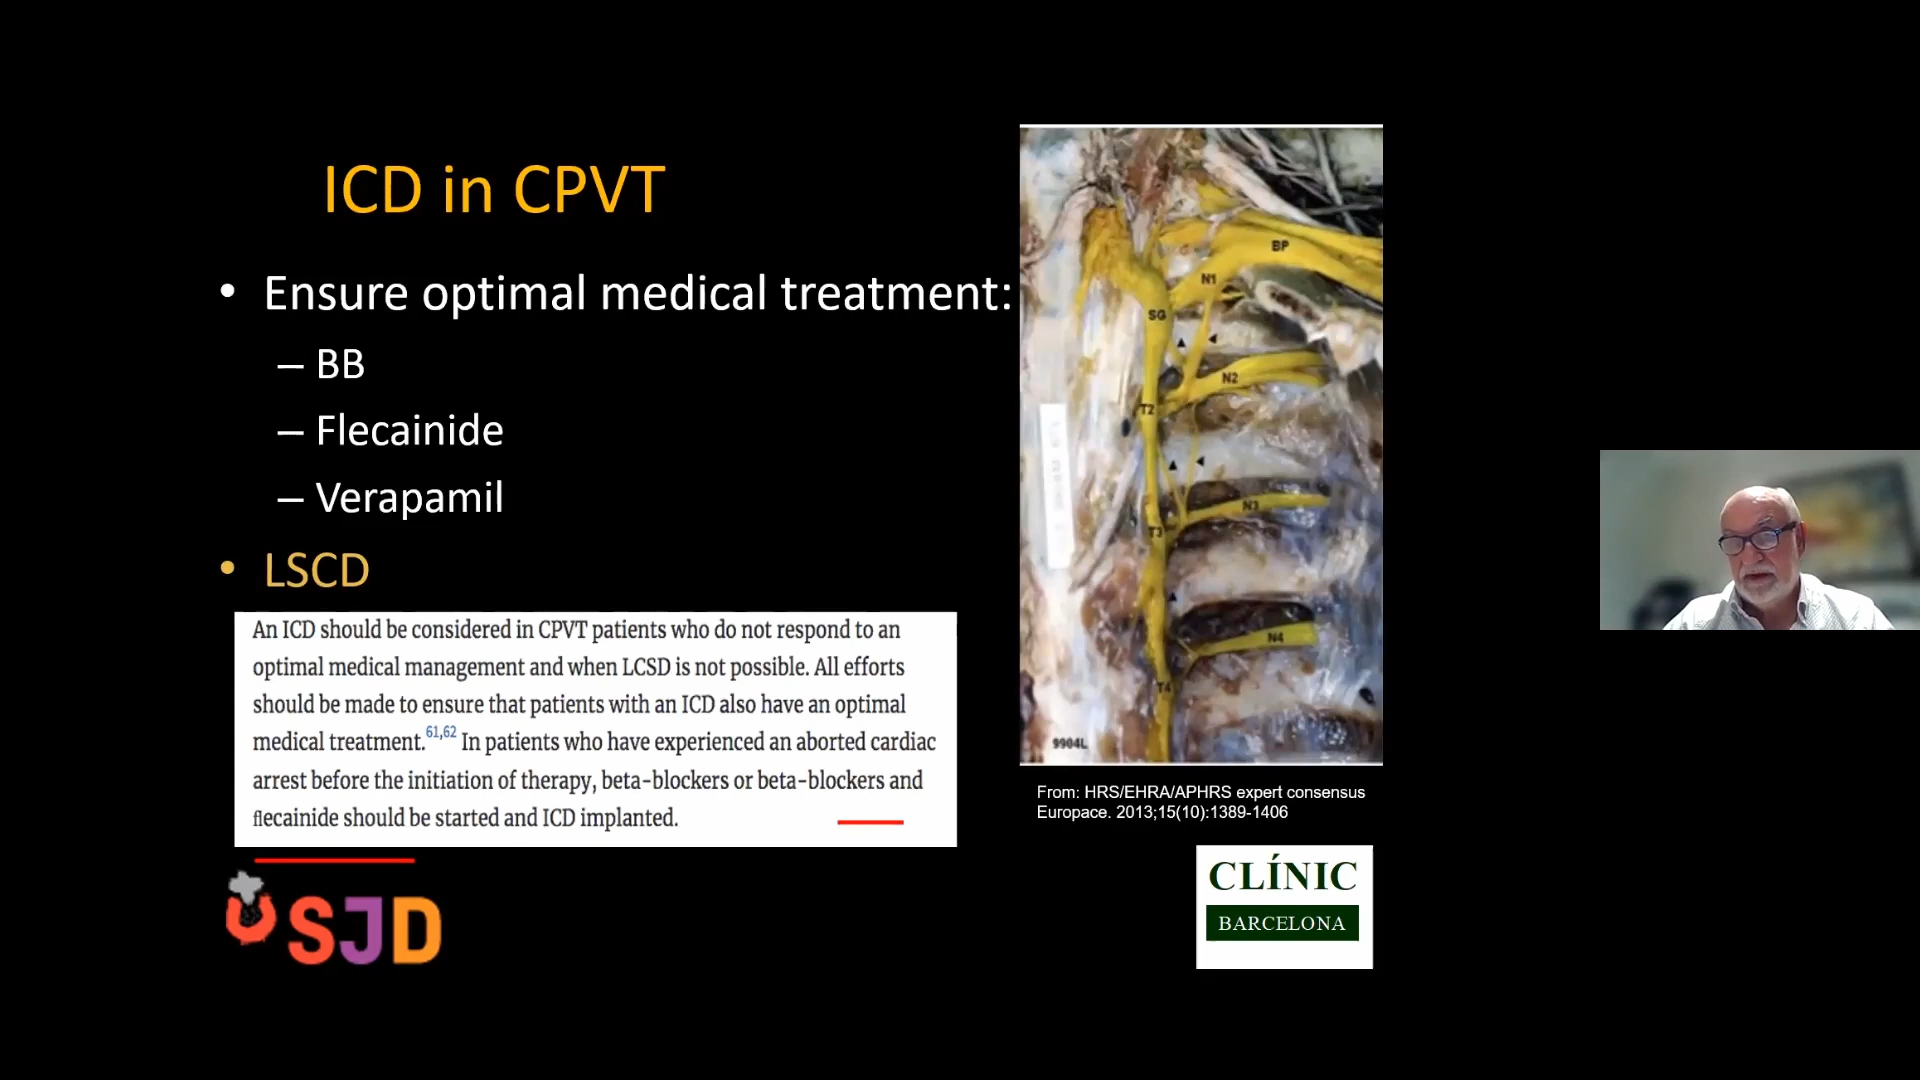 ICD in CPVT
• Ensure optimal medical treatment:
– BB
– Flecainide
– Verapamil
• LSCD
An ICD should be considered in CPVT patients who do not respond to an
optimal medical management and when LCSD is not possible. All efforts
should be made to ensure that patients with an ICD also have an optimal
medical treatment.61,62 In patients who have experienced an aborted cardiac
arrest before the initiation of therapy, beta-blockers or beta-blockers and
flecainide should be started and ICD implanted.
SJD
BP
N1
SG
N2
T2
N3
T3
N4
T4
9904L
From: HRS/EHRA/APHRS expert consensus
Europace. 2013;15(10):1389-1406
CLÍNIC
BARCELONA